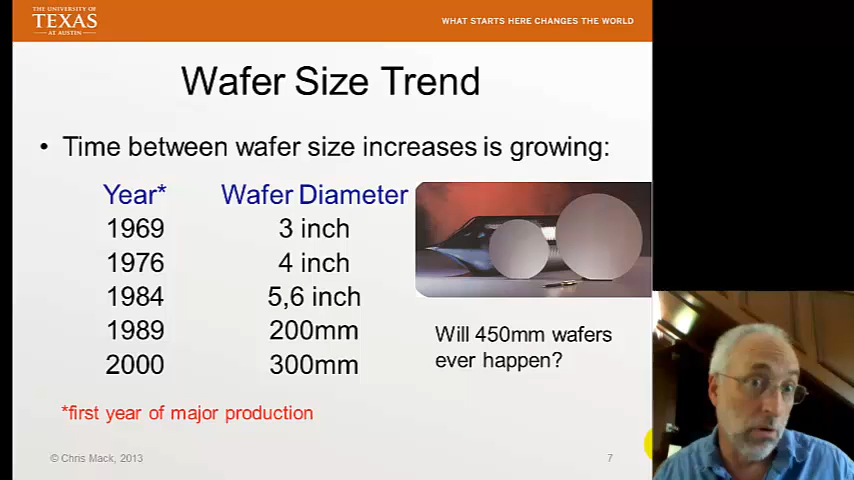 THE UNIVERSITY OF
TEXAS
AT AUSTIN
WHAT STARTS HERE CHANGES THE WORLD
Wafer Size Trend
• Time between wafer size increases is growing:
Year* Wafer Diameter
1969 3 inch
1976 4 inch
1984 5,6 inch
1989 200mm
2000 300mm
Will 450mm wafers
ever happen?
*first year of major production
© Chris Mack, 2013
7